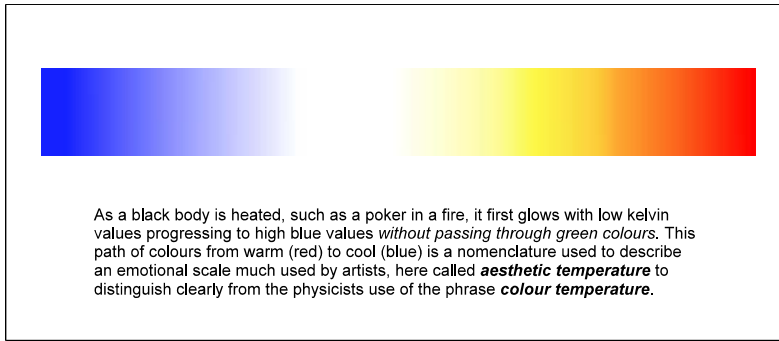 As a black body is heated, such as a poker in a fire, it first glows with low kelvin
values progressing to high blue values without passing through green colours. This
path of colours from warm (red) to cool (blue) is a nomenclature used to describe
an emotional scale much used by artists, here called aesthetic temperature to
distinguish clearly from the physicists use of the phrase colour temperature.